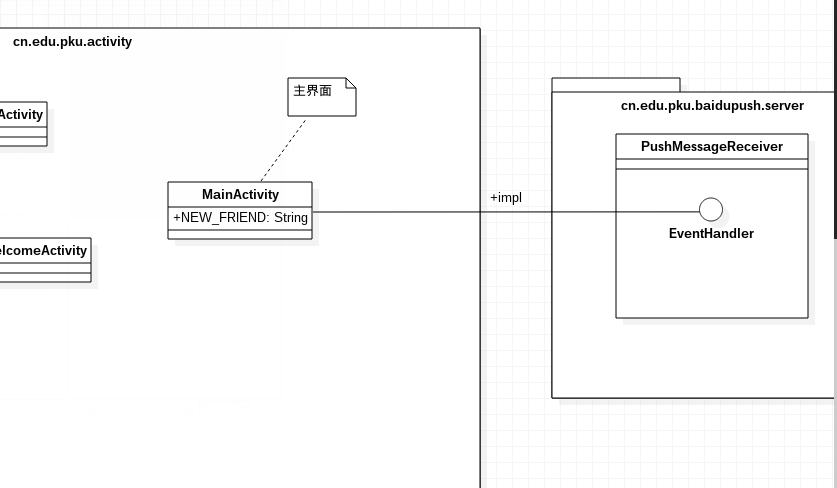 cn.edu.pku.activity
主界面
cn.edu.pku.baidupush.server
Activity
PushMessageReceiver
MainActivity
+impl
+NEW_FRIEND: String
EventHandler
elcomeActivity